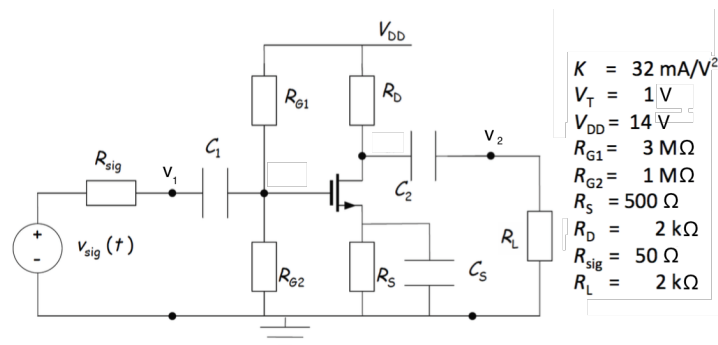 V_DD
R_G1
R_D
R_sig
C_1
V_1
V_2
C_2
+
-
v_sig (t)
R_G2
R_S
C_S
R_L
K = 32 mA/V²
V_T = 1 V
V_DD = 14 V
R_G1 = 3 MΩ
R_G2 = 1 MΩ
R_S = 500 Ω
R_D = 2 kΩ
R_sig = 50 Ω
R_L = 2 kΩ